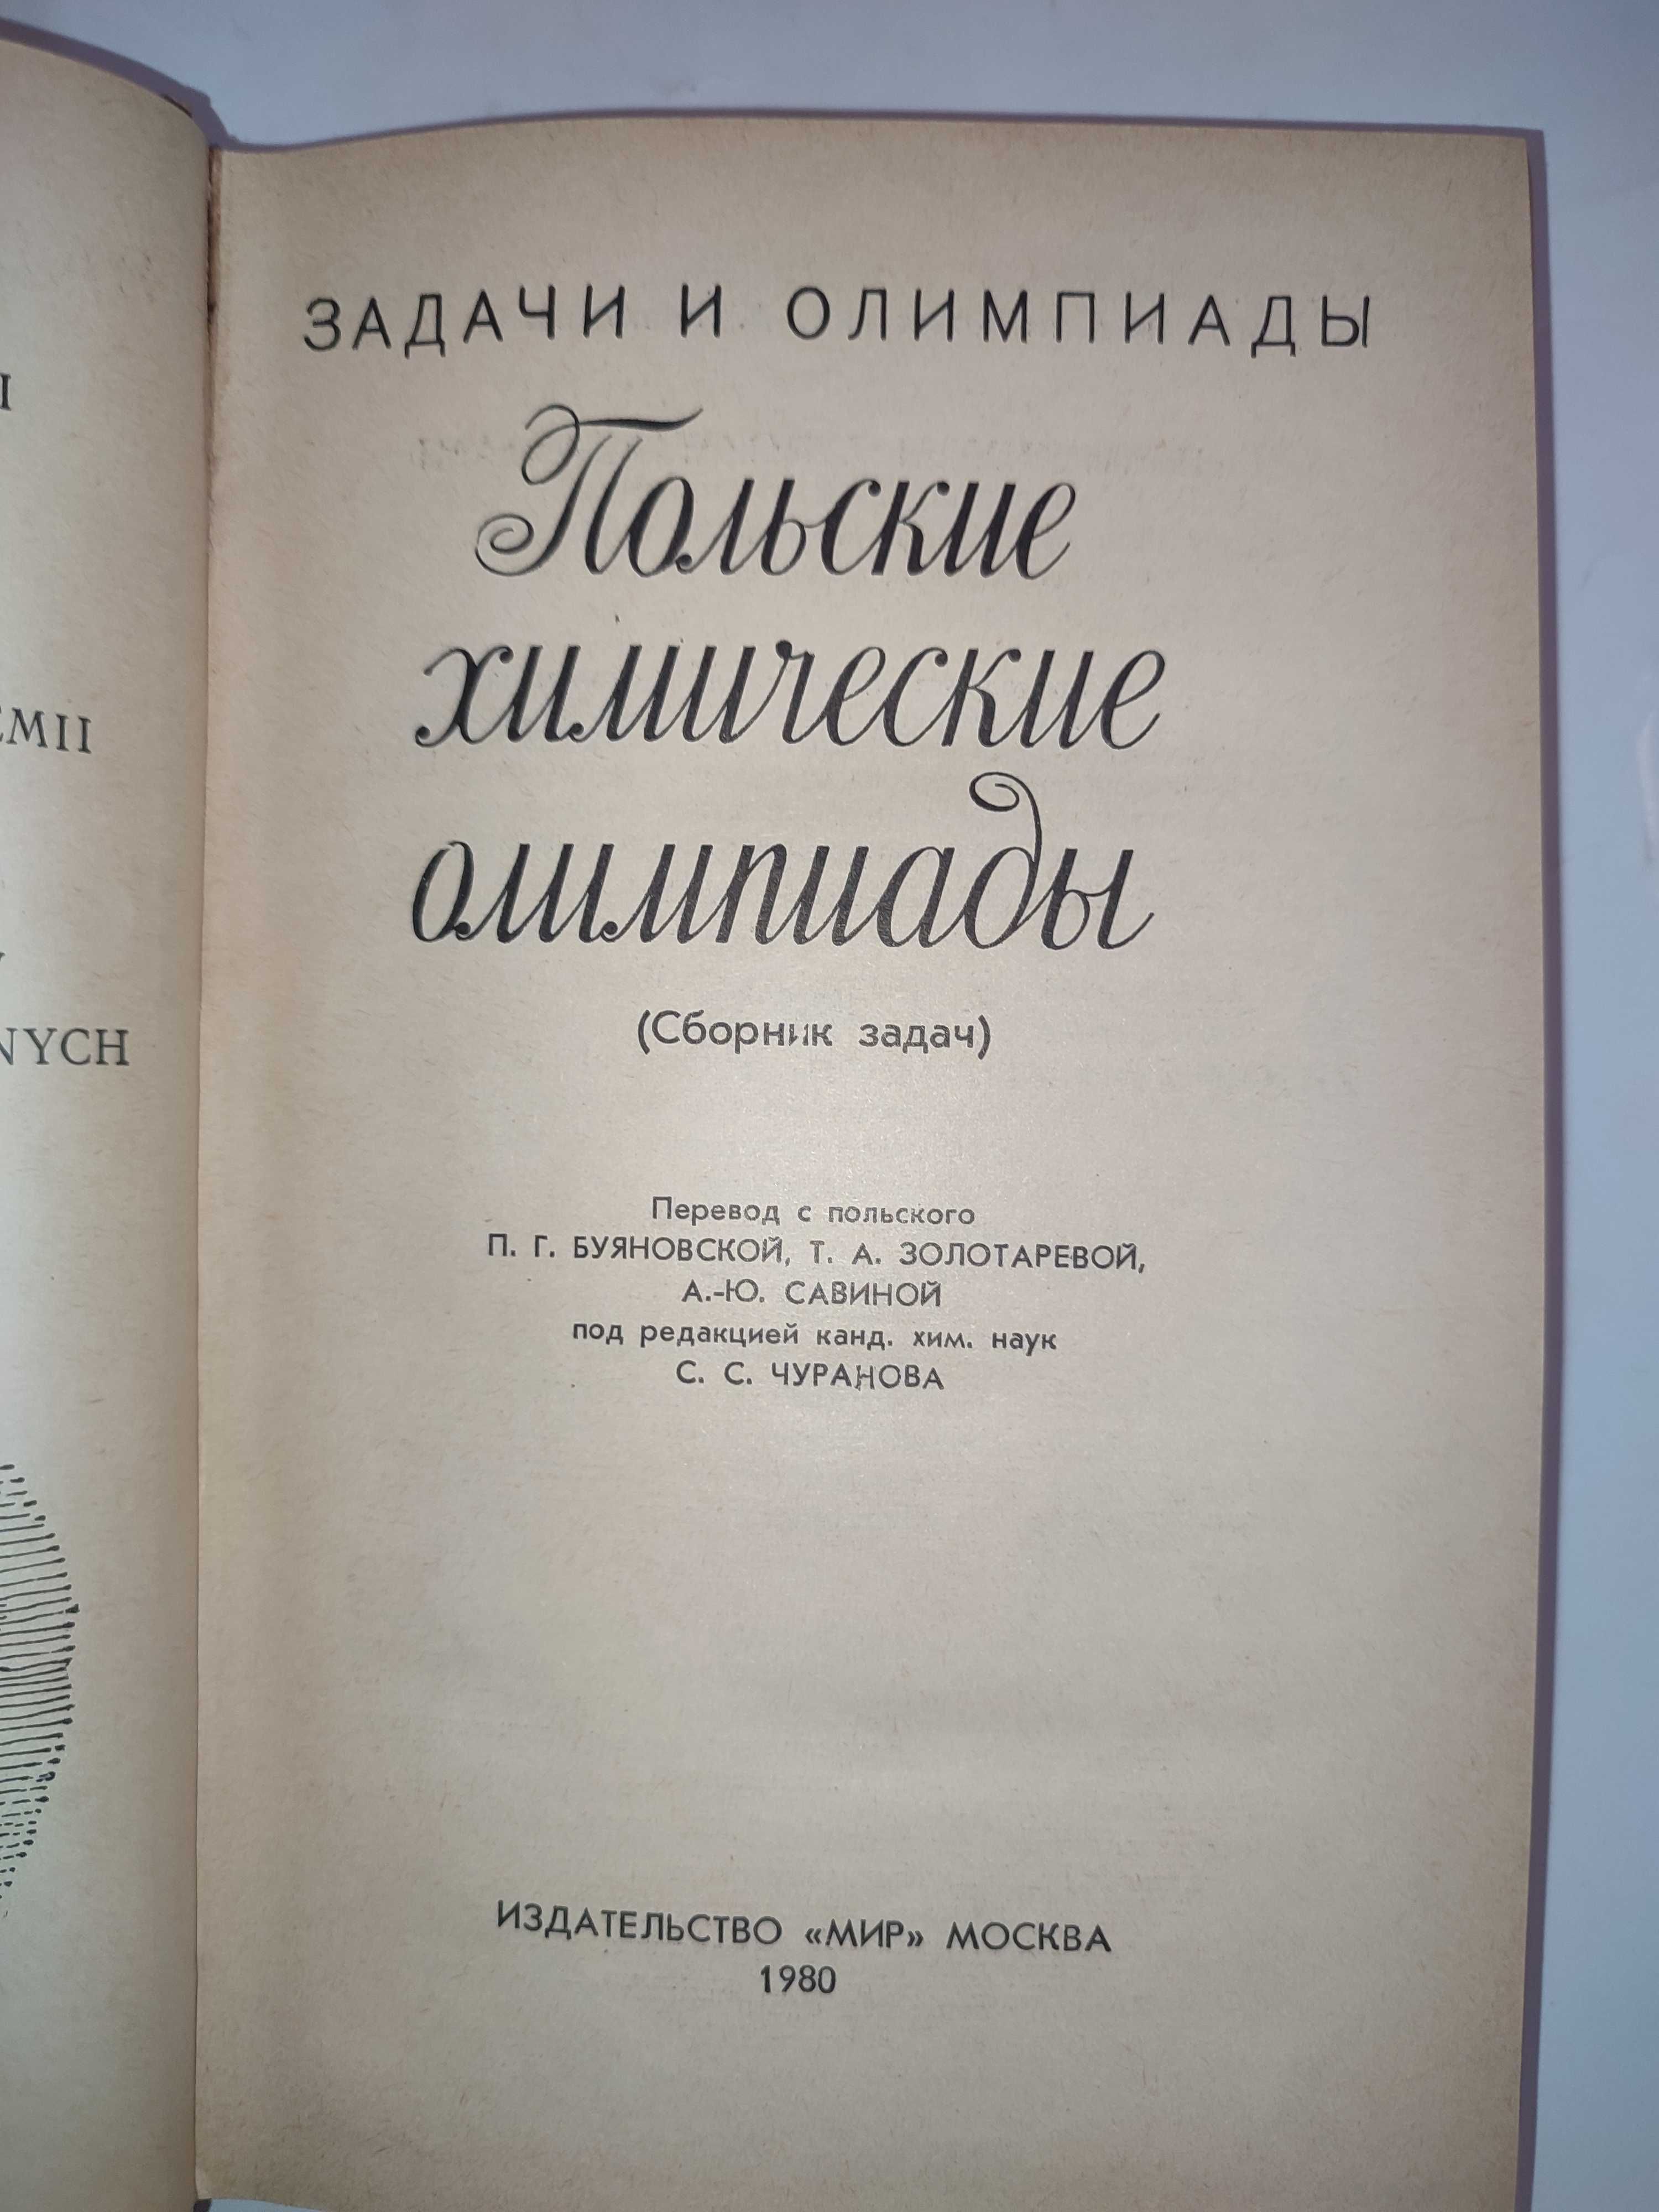 NYCH
ЗАДАЧИ И ОЛИМПИАДЫ
Польские
химические
олимпиады
(Сборник задач)
Перевод с польского
П. Г. БУЯНОВСКОЙ, Т. А. ЗОЛОТАРЕВОЙ,
А.-Ю. САВИНОЙ
под редакцией канд. хим. наук
С. С. ЧУРАНОВА
ИЗДАТЕЛЬСТВО «МИР» МОСКВА
1980